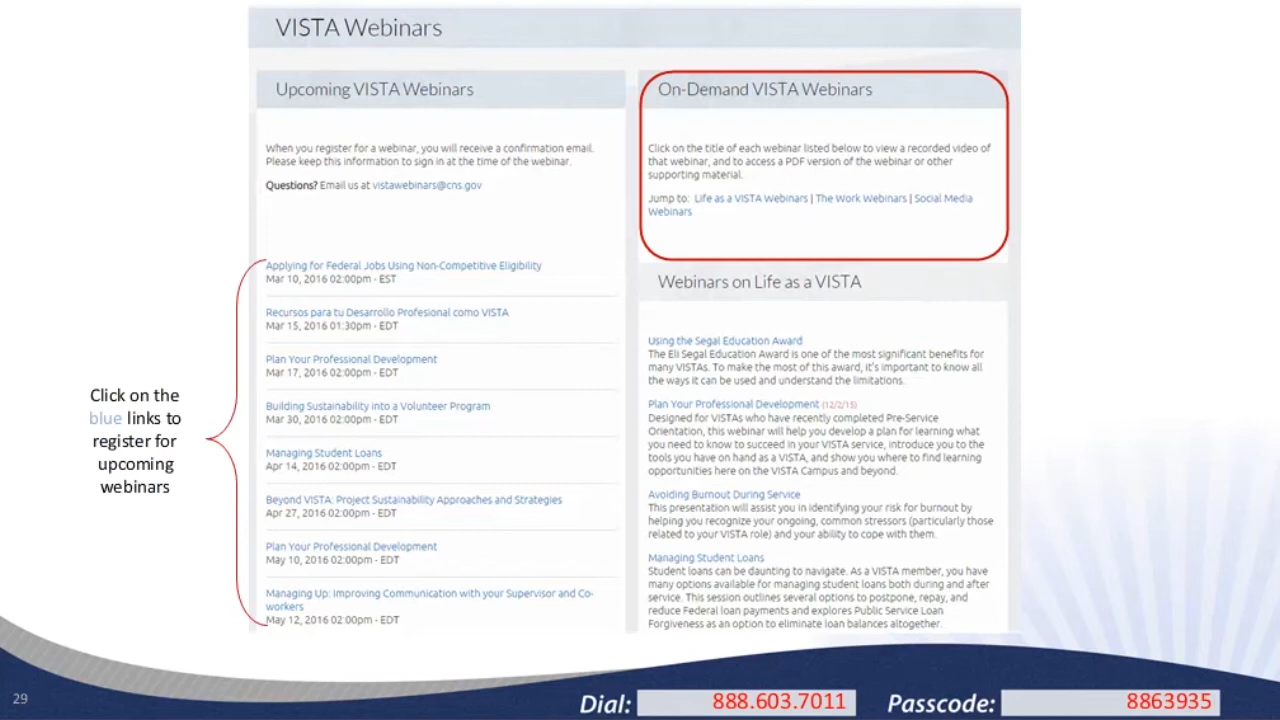 VISTA Webinars
Upcoming VISTA Webinars
When you register for a webinar, you will receive a confirmation email.
Please keep this information to sign in at the time of the webinar.
Questions? Email us at vistawebinars@cns.gov
Applying for Federal Jobs Using Non-Competitive Eligibility
Mar 10, 2016 02:00pm - EST
Recursos para tu Desarrollo Profesional como VISTA
Mar 15, 2016 01:30pm - EDT
Plan Your Professional Development
Mar 17, 2016 02:00pm - EDT
Building Sustainability into a Volunteer Program
Mar 30, 2016 02:00pm - EDT
Managing Student Loans
Apr 14, 2016 02:00pm - EDT
Beyond VISTA: Project Sustainability Approaches and Strategies
Apr 27, 2016 02:00pm - EDT
Plan Your Professional Development
May 10, 2016 02:00pm - EDT
Managing Up: Improving Communication with your Supervisor and Co-
workers
May 12, 2016 02:00pm - EDT
On-Demand VISTA Webinars
Click on the title of each webinar listed below to view a recorded video of
that webinar, and to access a PDF version of the webinar or other
supporting material.
Jump to: Life as a VISTA Webinars | The Work Webinars | Social Media
Webinars
Webinars on Life as a VISTA
Using the Segal Education Award
The Eli Segal Education Award is one of the most significant benefits for
many VISTAs. To make the most of this award, it's important to know all
the ways it can be used and understand the limitations.
Plan Your Professional Development (12/2/15)
Designed for VISTAs who have recently completed Pre-Service
Orientation, this webinar will help you develop a plan for learning what
you need to know to succeed in your VISTA service, introduce you to the
tools you have on hand as a VISTA, and show you where to find learning
opportunities here on the VISTA Campus and beyond.
Avoiding Burnout During Service
This presentation will assist you in identifying your risk for burnout by
helping you recognize your ongoing, common stressors (particularly those
related to your VISTA role) and your ability to cope with them.
Managing Student Loans
Student loans can be daunting to navigate. As a VISTA member, you have
many options available for managing student loans both during and after
service. This session outlines several options to postpone, repay, and
reduce Federal loan payments and explores Public Service Loan
Forgiveness as an option to eliminate loan balances altogether.
Click on the
blue links to
register for
upcoming
webinars
29
Dial: 888.603.7011 Passcode: 8863935